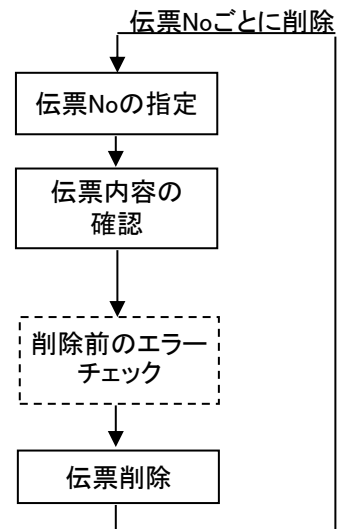 伝票Noごとに削除
伝票Noの指定
伝票内容の
確認
削除前のエラー
チェック
伝票削除